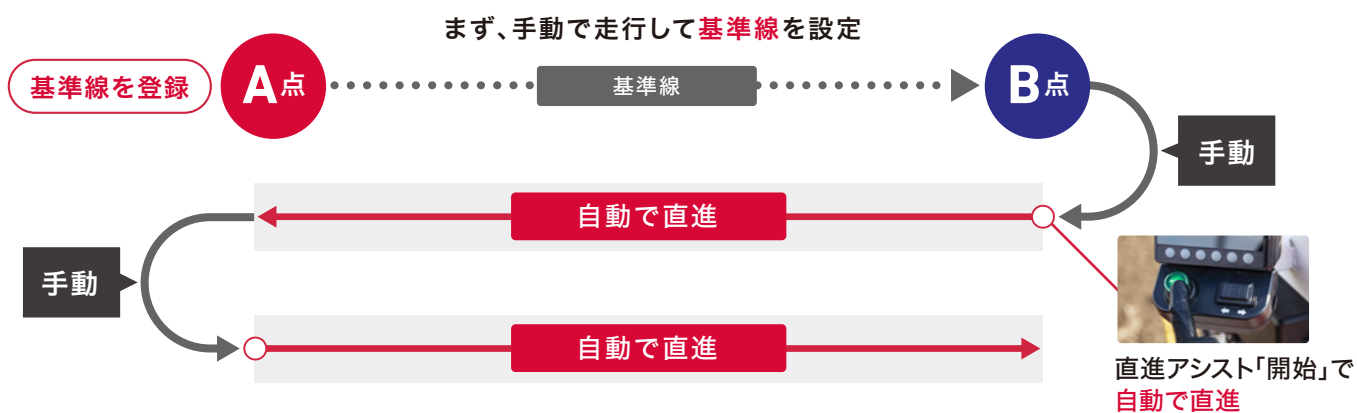 まず、手動で走行して基準線を設定
基準線を登録
A点
基準線
B点
手動
自動で直進
手動
自動で直進
直進アシスト「開始」で
自動で直進